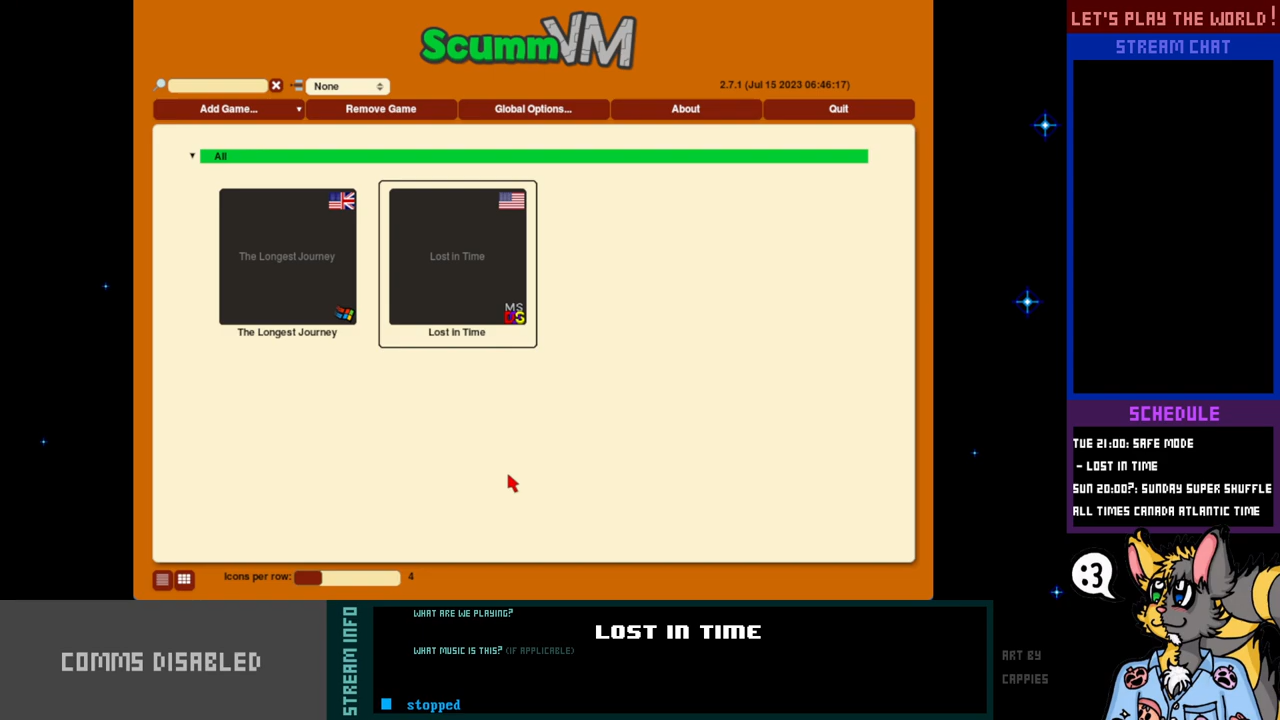 ScummVM
None
2.7.1 (Jul 15 2023 06:46:17)
Add Game...
Remove Game
Global Options...
About
Quit
All
The Longest Journey
Lost in Time
MS
The Longest Journey
Lost in Time
Icons per row:
4
LET'S PLAY THE WORLD!
STREAM CHAT
SCHEDULE
TUE 21:00: SAFE MODE
- LOST IN TIME
SUN 20:00?: SUNDAY SUPER SHUFFLE
ALL TIMES CANADA ATLANTIC TIME
:3
COMMS DISABLED
STREAM INFO
WHAT ARE WE PLAYING?
LOST IN TIME
WHAT MUSIC IS THIS? (IF APPLICABLE)
stopped
ART BY
CAPPIES